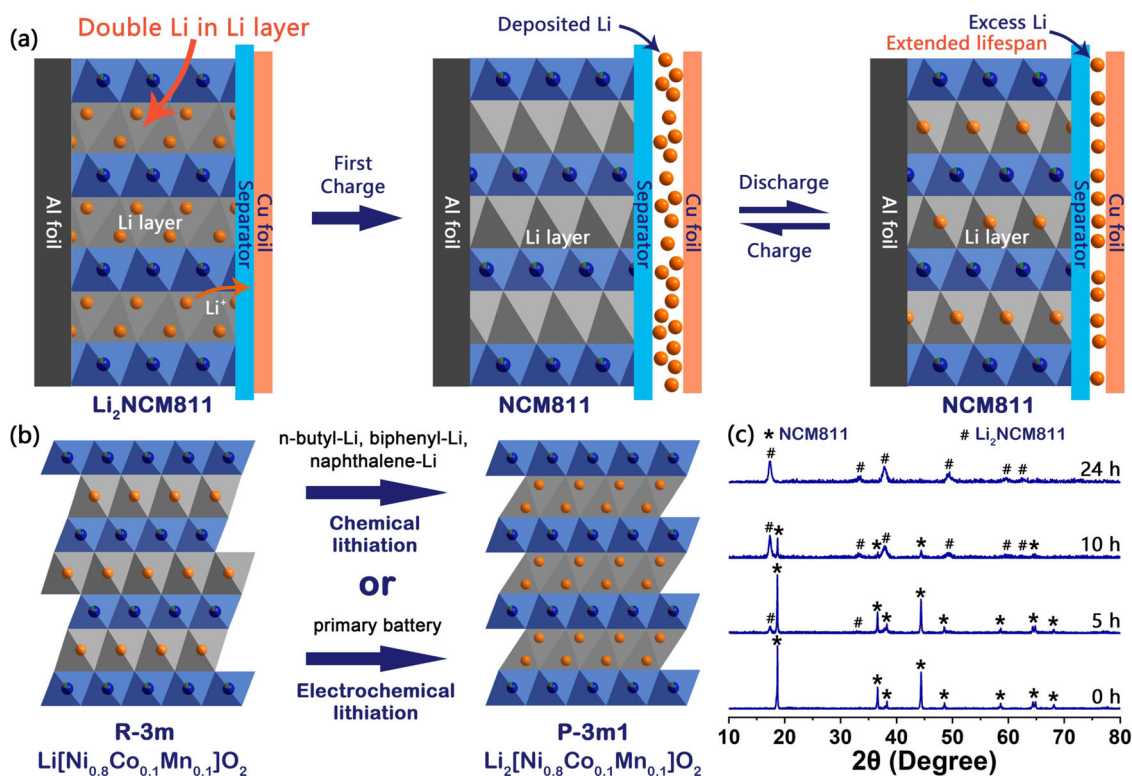 (a)
Double Li in Li layer
Al foil
Li layer
Li⁺
Separator
Cu foil
Li₂NCM811
First
Charge
Deposited Li
Li layer
Separator
Cu foil
NCM811
Discharge
Charge
Excess Li
Extended lifespan
Al foil
Li layer
Separator
Cu foil
NCM811
(b)
R-3m
Li[Ni₀.₈Co₀.₁Mn₀.₁]O₂
n-butyl-Li, biphenyl-Li,
naphthalene-Li
Chemical
lithiation
or
primary battery
Electrochemical
lithiation
P-3m1
Li₂[Ni₀.₈Co₀.₁Mn₀.₁]O₂
(c)
* NCM811 # Li₂NCM811
# # # # # # 24 h
# * # * # * # # # * 10 h
# * # * * * * * * * 5 h
* * * * * * * * 0 h
10 20 30 40 50 60 70 80
2θ (Degree)